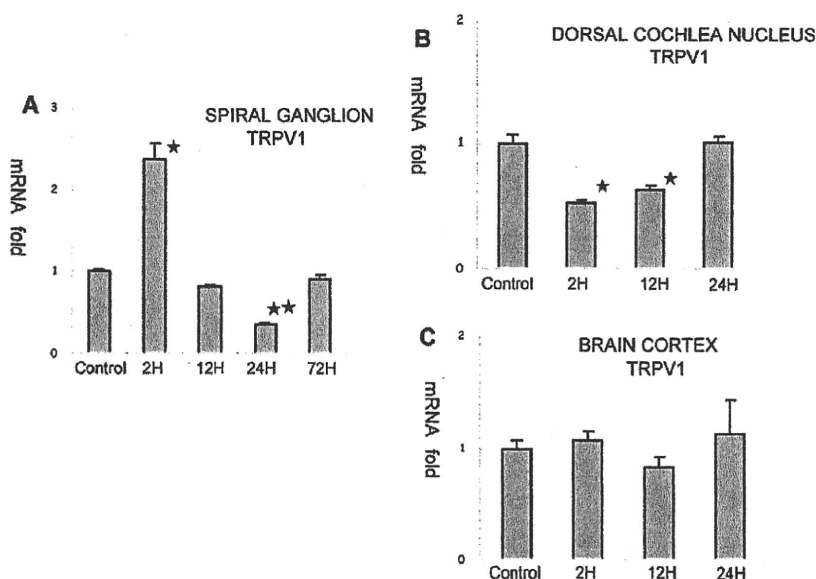 A
SPIRAL GANGLION
TRPV1
mRNA fold
3
2
1
0
Control 2H 12H 24H 72H
★
★★
B
DORSAL COCHLEA NUCLEUS
TRPV1
mRNA fold
2
1
0
Control 2H 12H 24H
★
★
C
BRAIN CORTEX
TRPV1
mRNA fold
2
1
0
Control 2H 12H 24H